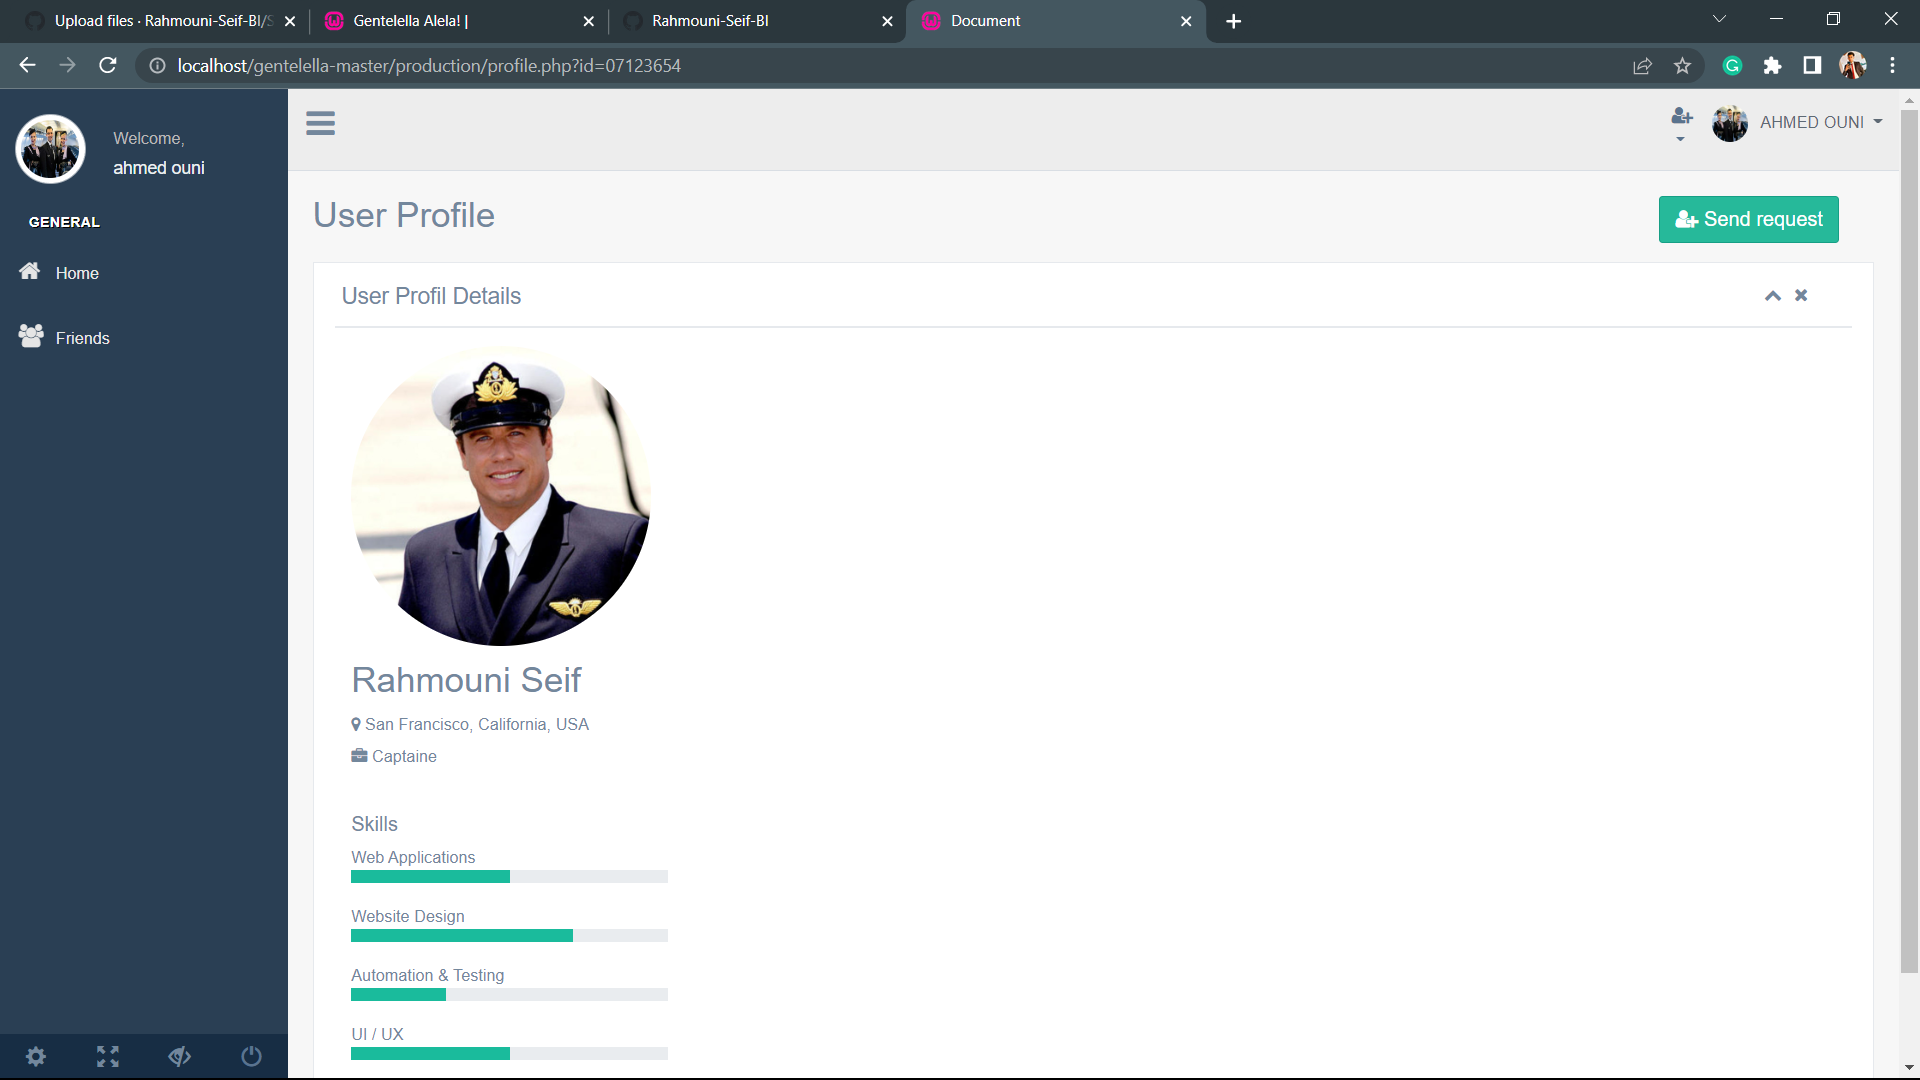 Upload files · Rahmouni-Seif-BI/S
Gentelella Alela! |
Rahmouni-Seif-BI
Document
localhost/gentelella-master/production/profile.php?id=07123654
Welcome,
ahmed ouni
AHMED OUNI
GENERAL
Home
Friends
User Profile
Send request
User Profil Details
Rahmouni Seif
San Francisco, California, USA
Captaine
Skills
Web Applications
Website Design
Automation & Testing
UI / UX